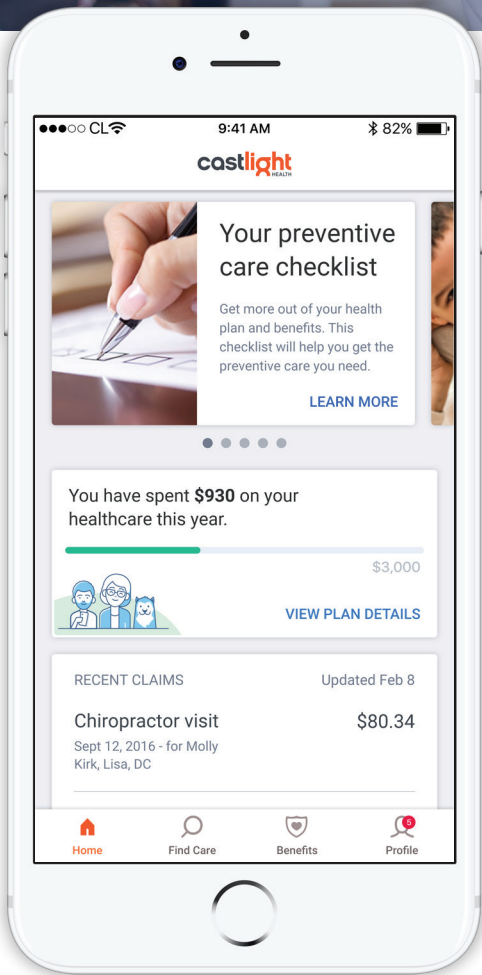 CL
9:41 AM
82%
castlight
HEALTH
Your preventive
care checklist
Get more out of your health
plan and benefits. This
checklist will help you get the
preventive care you need.
LEARN MORE
You have spent $930 on your
healthcare this year.
$3,000
VIEW PLAN DETAILS
RECENT CLAIMS
Updated Feb 8
Chiropractor visit
$80.34
Sept 12, 2016 - for Molly
Kirk, Lisa, DC
Home
Find Care
Benefits
5
Profile